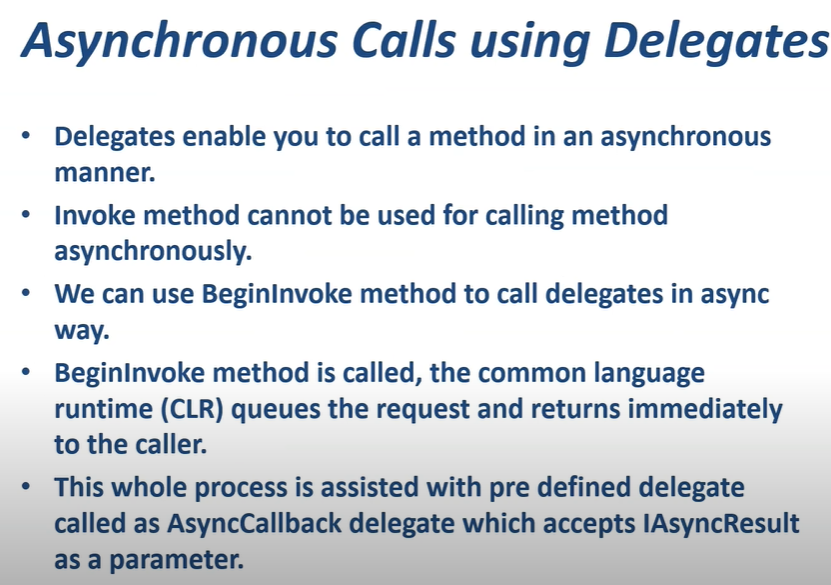 Asynchronous Calls using Delegates
• Delegates enable you to call a method in an asynchronous
manner.
• Invoke method cannot be used for calling method
asynchronously.
• We can use BeginInvoke method to call delegates in async
way.
• BeginInvoke method is called, the common language
runtime (CLR) queues the request and returns immediately
to the caller.
• This whole process is assisted with pre defined delegate
called as AsyncCallback delegate which accepts IAsyncResult
as a parameter.